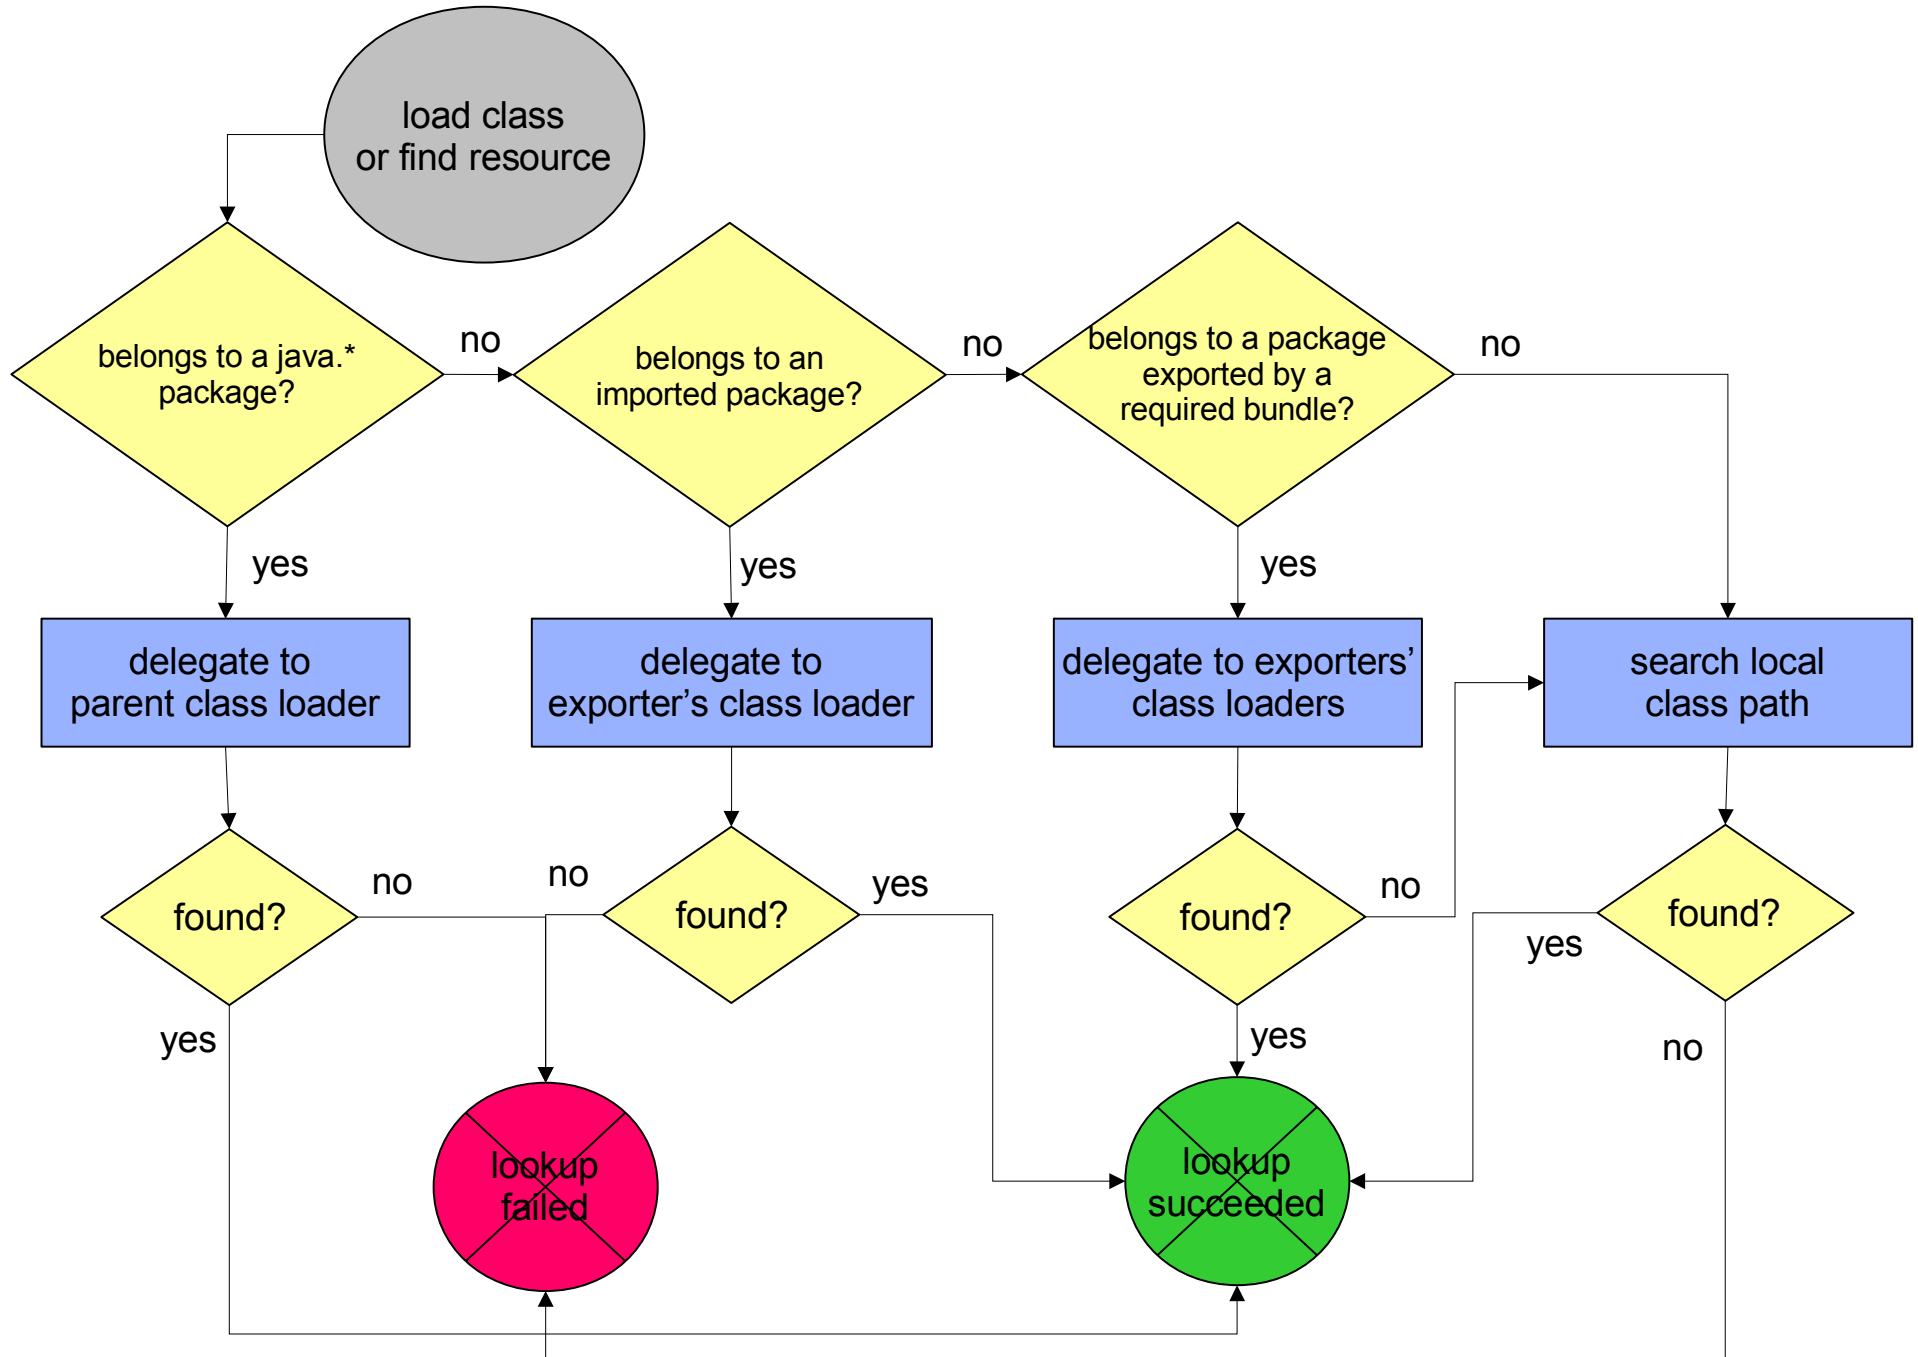 load class
or find resource
belongs to a java.*
package?
no
belongs to an
imported package?
no
belongs to a package
exported by a
required bundle?
no
yes
yes
yes
delegate to
parent class loader
delegate to
exporter’s class loader
delegate to exporters’
class loaders
search local
class path
found?
no
no
found?
yes
found?
no
found?
yes
yes
yes
no
lookup
failed
lookup
succeeded